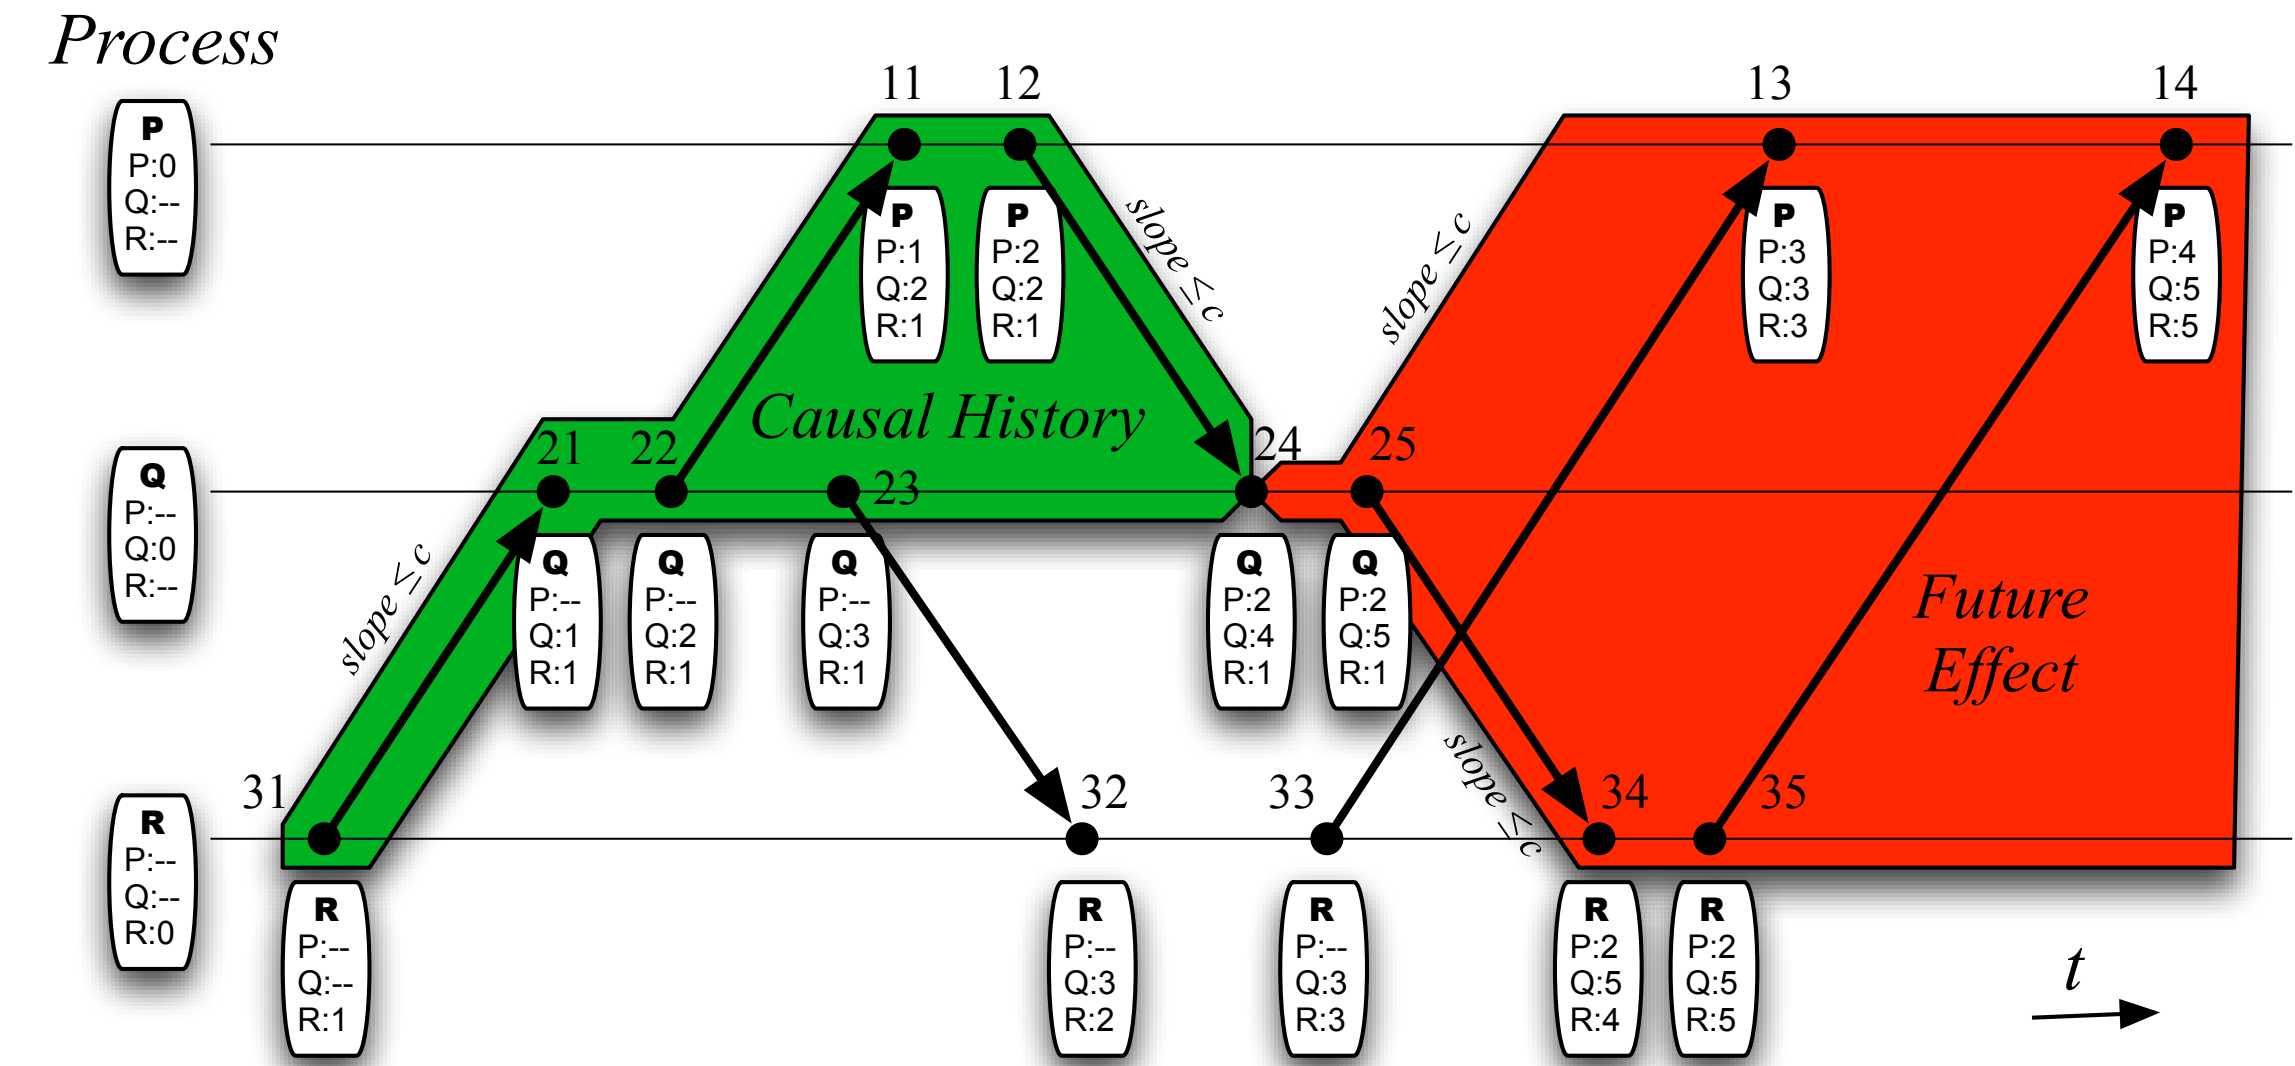 Process
11
12
13
14
P
P:0
Q:--
R:--
P
P:1
Q:2
R:1
P
P:2
Q:2
R:1
slope ≤ c
slope ≤ c
P
P:3
Q:3
R:3
P
P:4
Q:5
R:5
Causal History
21
22
23
24
25
Q
P:--
Q:0
R:--
slope ≤ c
Q
P:--
Q:1
R:1
Q
P:--
Q:2
R:1
Q
P:--
Q:3
R:1
Q
P:2
Q:4
R:1
Q
P:2
Q:5
R:1
Future
Effect
slope ≤ c
31
32
33
34
35
R
P:--
Q:--
R:0
R
P:--
Q:--
R:1
R
P:--
Q:3
R:2
R
P:--
Q:3
R:3
R
P:2
Q:5
R:4
R
P:2
Q:5
R:5
t